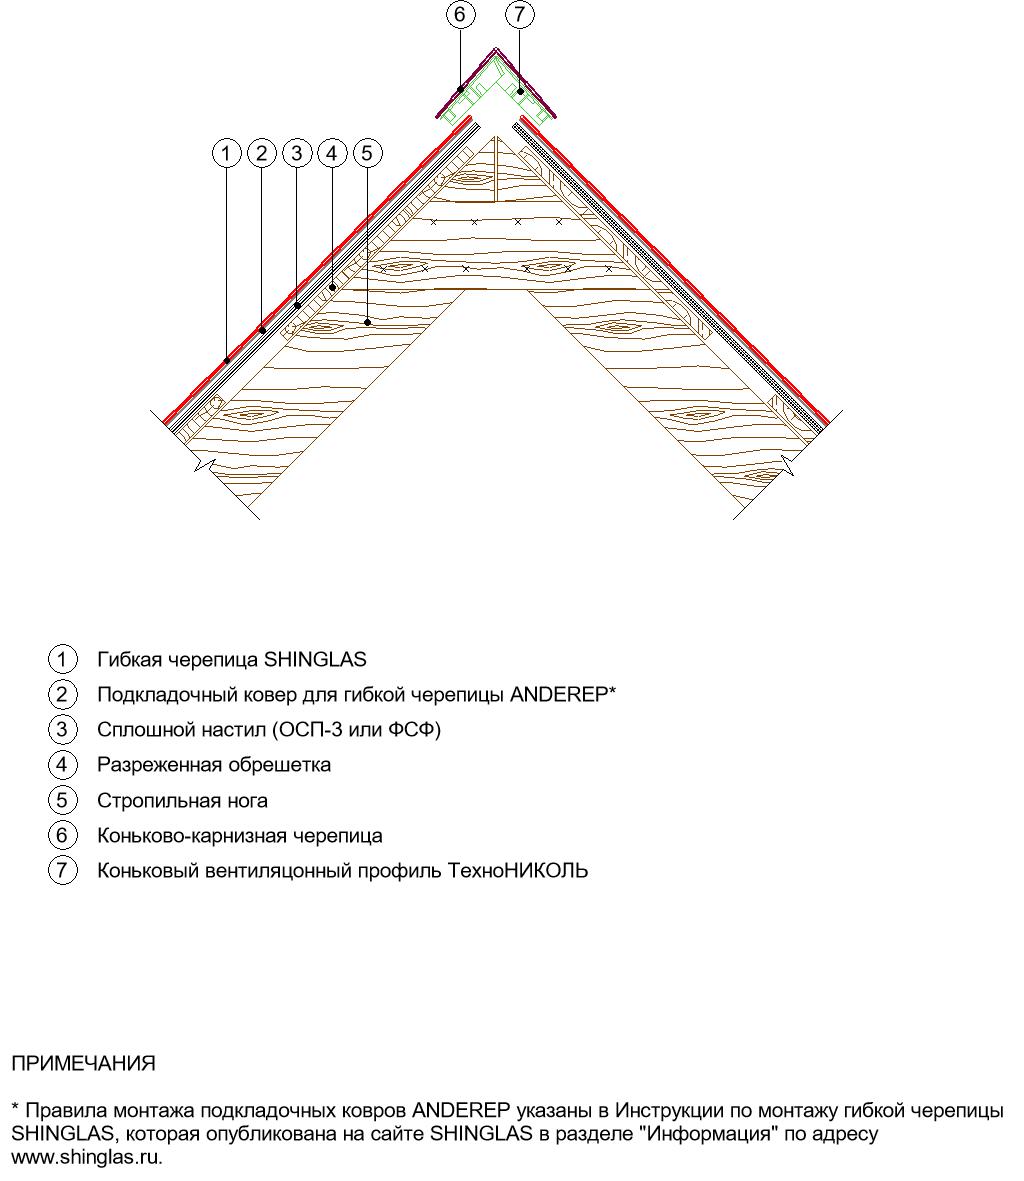 6 7
1 2 3 4 5
1 Гибкая черепица SHINGLAS
2 Подкладочный ковер для гибкой черепицы ANDEREP*
3 Сплошной настил (ОСП-3 или ФСФ)
4 Разреженная обрешетка
5 Стропильная нога
6 Коньково-карнизная черепица
7 Коньковый вентиляцонный профиль ТехноНИКОЛЬ
ПРИМЕЧАНИЯ
* Правила монтажа подкладочных ковров ANDEREP указаны в Инструкции по монтажу гибкой черепицы
SHINGLAS, которая опубликована на сайте SHINGLAS в разделе "Информация" по адресу
www.shinglas.ru.